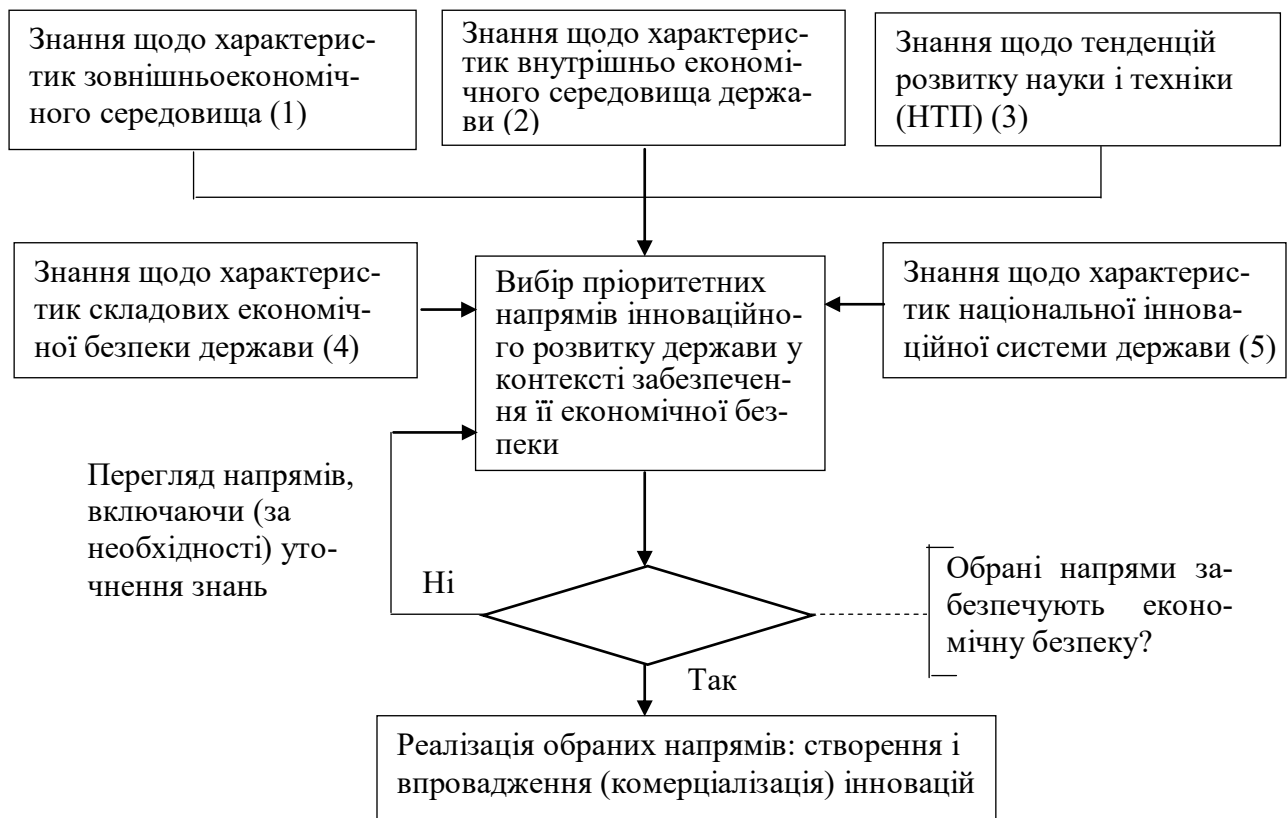 Знання щодо характерис-
тик зовнішньоекономіч-
ного середовища (1)
Знання щодо характерис-
тик внутрішньо економі-
чного середовища держа-
ви (2)
Знання щодо тенденцій
розвитку науки і техніки
(НТП) (3)
Знання щодо характерис-
тик складових економіч-
ної безпеки держави (4)
Вибір пріоритетних
напрямів інноваційно-
го розвитку держави у
контексті забезпечен-
ня її економічної без-
пеки
Знання щодо характерис-
тик національної іннова-
ційної системи держави (5)
Перегляд напрямів,
включаючи (за
необхідності) уто-
чнення знань
Ні
Обрані напрями за-
безпечують еконо-
мічну безпеку?
Так
Реалізація обраних напрямів: створення і
впровадження (комерціалізація) інновацій